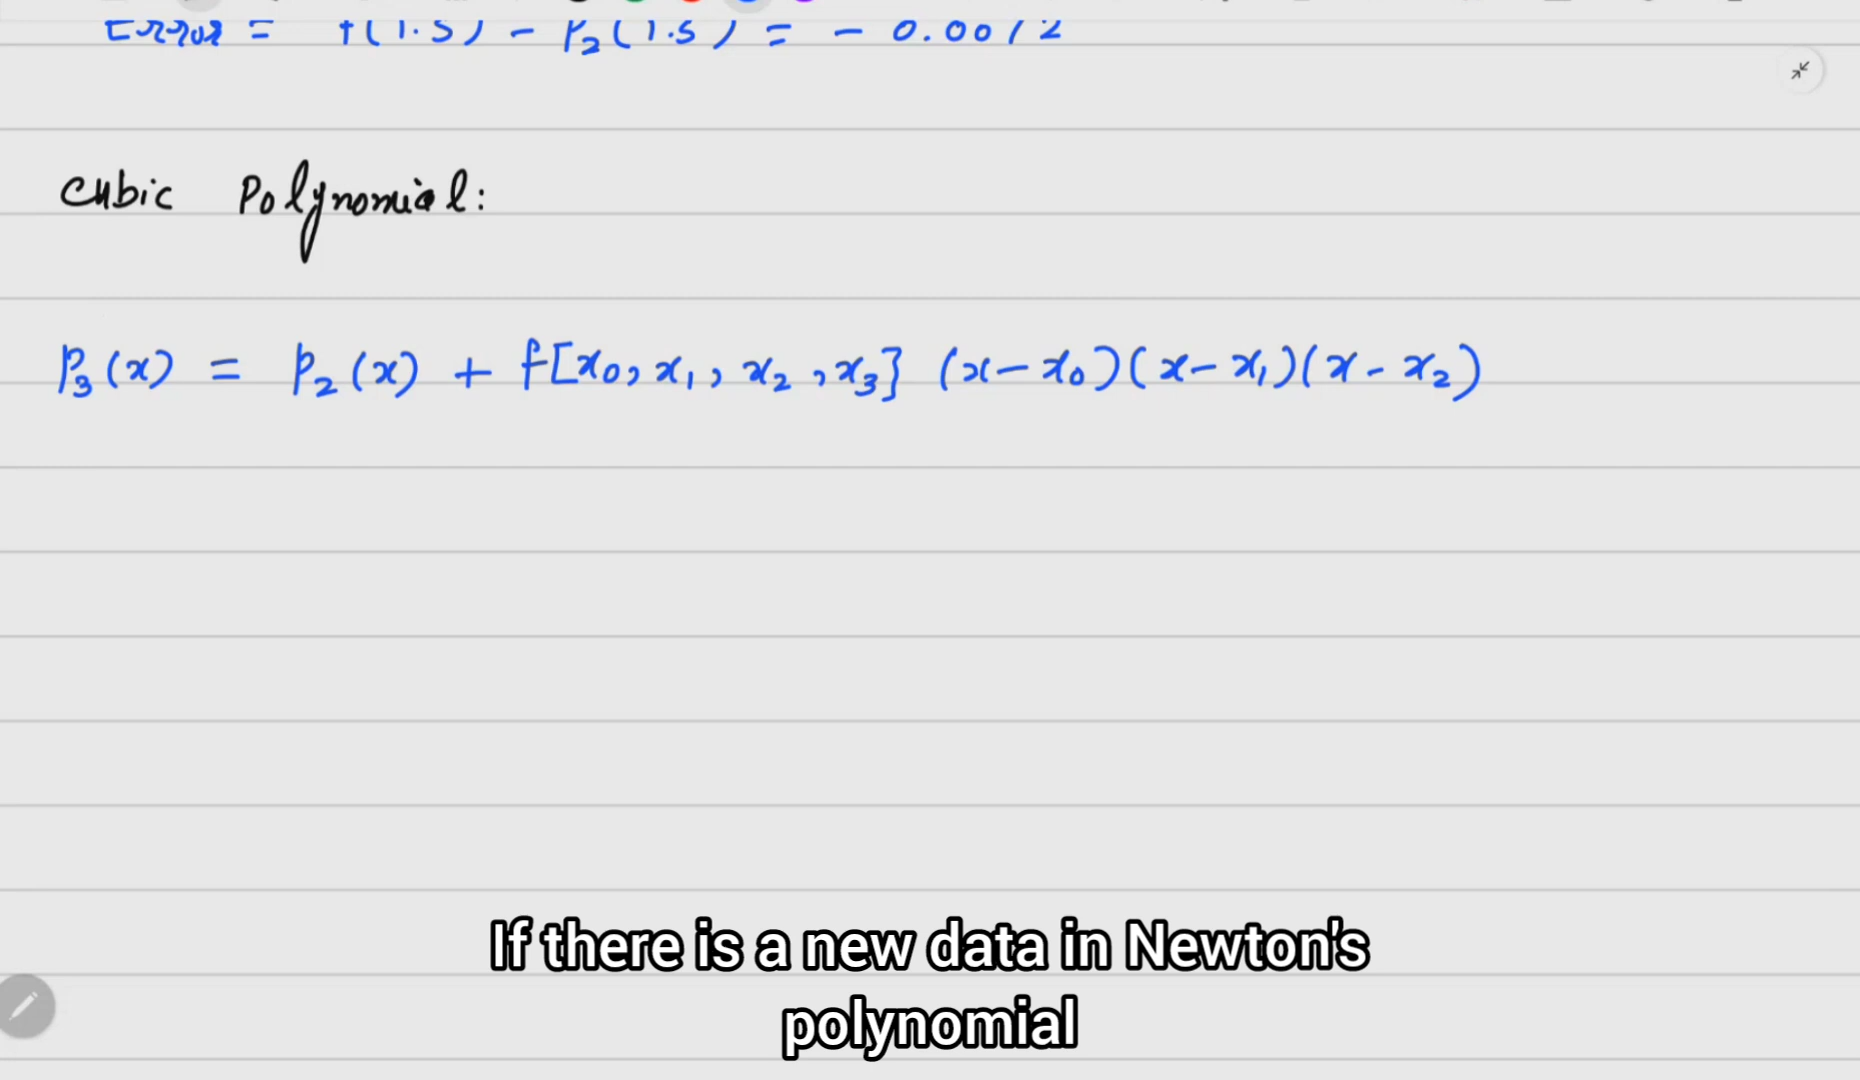 Error = f(1.5) - P₂(1.5) = - 0.0012
Cubic Polynomial:
P₃(x) = P₂(x) + f[x₀, x₁, x₂, x₃] (x-x₀)(x-x₁)(x-x₂)
If there is a new data in Newton's
polynomial